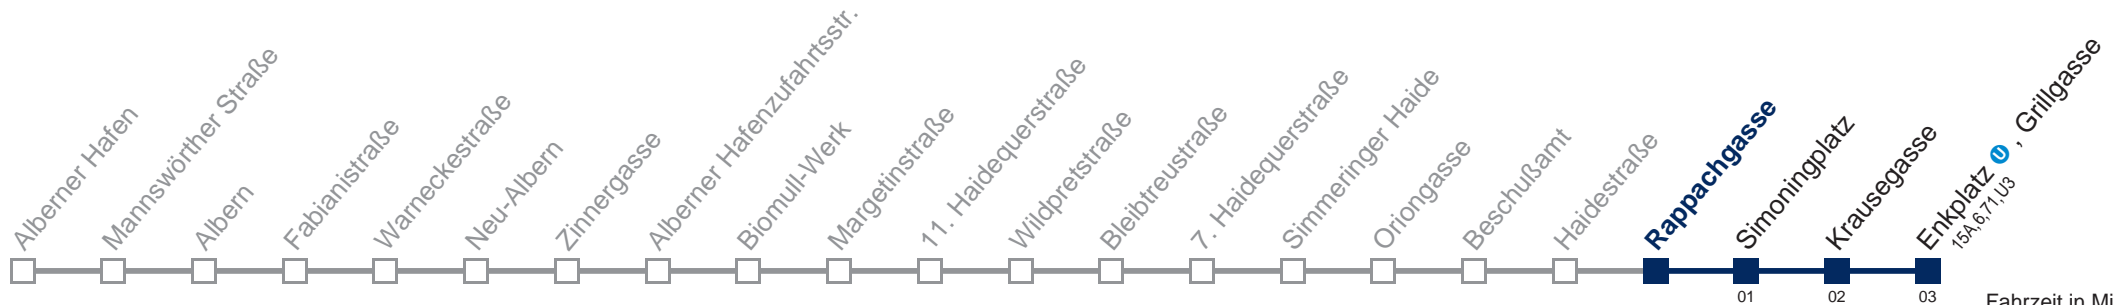 Alberner Hafen
Mannswörther Straße
Albern
Fabianistraße
Warneckestraße
Neu-Albern
Zinnergasse
Alberner Hafenzufahrtsstr.
Biomull-Werk
Margetinstraße
11. Haidequerstraße
Wildpretstraße
Bleibtreustraße
7. Haidequerstraße
Simmeringer Haide
Oriongasse
Beschußamt
Haidestraße
Rappachgasse
Simoningplatz
Krausegasse
Enkplatz U , Grillgasse
15A,6,71,U3
01
02
03
Fahrzeit in